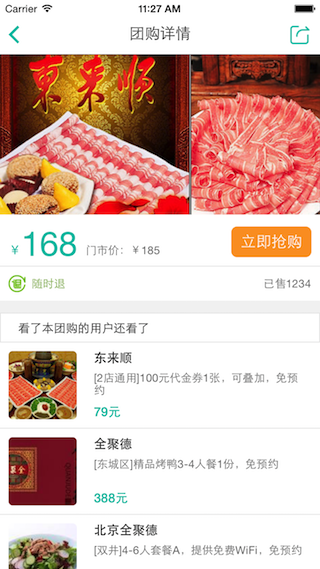 Carrier 11:27 AM
团购详情
東来顺
¥168 门市价：¥185 立即抢购
随时退 已售1234
看了本团购的用户还看了
东来顺
[2店通用]100元代金券1张，可叠加，免预
约
79元
全聚德
[东城区]精品烤鸭3-4人餐1份，免预约
388元
北京全聚德
[双井]4-6人套餐A，提供免费WiFi，免预约